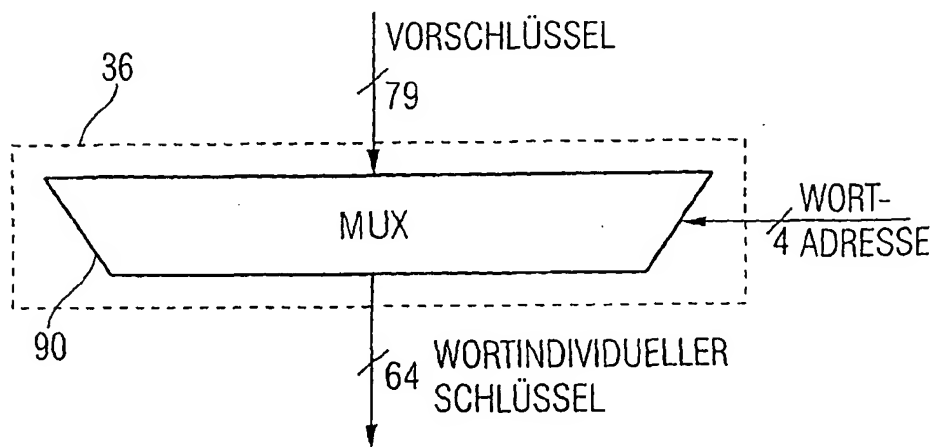 VORSCHLÜSSEL
36
79
MUX
WORT-
4 ADRESSE
90
64 WORTINDIVIDUELLER
SCHLÜSSEL